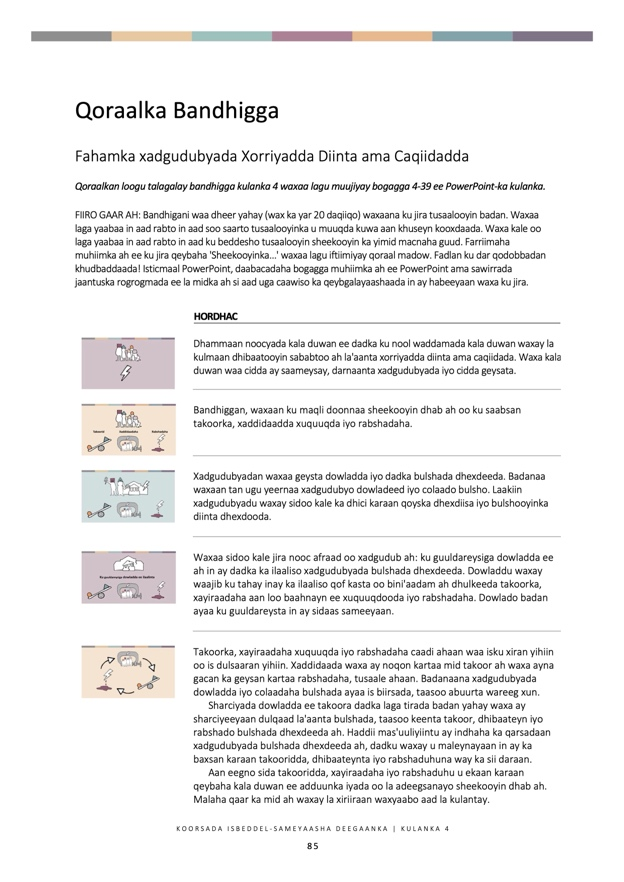 Qoraalka Bandhigga
Fahamka xadgudubyada Xorriyadda Diinta ama Caqiidadda
Qoraalkan loogu talagalay bandhigga kulanka 4 waxaa lagu muujiyay bogagga 4-39 ee PowerPoint-ka kulanka.
FIIRO GAAR AH: Bandhigani waa dheer yahay (wax ka yar 20 daqiiqo) waxaana ku jira tusaalooyin badan. Waxaa
laga yaabaa in aad rabto in aad soo saarto tusaalooyinka u muuqda kuwa aan khuseyn kooxdaada. Waxa kale oo
laga yaabaa in aad rabto in aad ku beddesho tusaalooyin sheekooyin ka yimid macnaha guud. Farriimaha
muhiimka ah ee ku jira qeybaha 'Sheekooyinka...' waxaa lagu iftiimiyay qoraal madow. Fadlan ku dar qodobbadan
khudbaddaada! Isticmaal PowerPoint, daabacadaha bogagga muhiimka ah ee PowerPoint ama sawirrada
jaantuska rogrogmada ee la midka ah si aad uga caawiso ka qeybgalayaashaada in ay habeeyaan waxa ku jira.
HORDHAC
Dhammaan noocyada kala duwan ee dadka ku nool waddamada kala duwan waxay la
kulmaan dhibaatooyin sababtoo ah la'aanta xorriyadda diinta ama caqiidada. Waxa kala
duwan waa cidda ay saameysay, darnaanta xadgudubyada iyo cidda geysata.
Bandhiggan, waxaan ku maqli doonnaa sheekooyin dhab ah oo ku saabsan
takoorka, xaddidaadda xuquuqda iyo rabshadaha.
Xadgudubyadan waxaa geysta dowladda iyo dadka bulshada dhexdeeda. Badanaa
waxaan tan ugu yeernaa xadgudubyo dowladeed iyo colaado bulsho. Laakiin
xadgudubyadu waxay sidoo kale ka dhici karaan qoyska dhexdiisa iyo bulshooyinka
diinta dhexdooda.
Waxaa sidoo kale jira nooc afraad oo xadgudub ah: ku guuldareysiga dowladda ee
ah in ay dadka ka ilaaliso xadgudubyada bulshada dhexdeeda. Dowladdu waxay
waajib ku tahay inay ka ilaaliso qof kasta oo bini'aadam ah dhulkeeda takoorka,
xayiraadaha aan loo baahnayn ee xuquuqdooda iyo rabshadaha. Dowlado badan
ayaa ku guuldareysta in ay sidaas sameeyaan.
Takoorka, xayiraadaha xuquuqda iyo rabshadaha caadi ahaan waa isku xiran yihiin
oo is dulsaaran yihiin. Xaddidaada waxa ay noqon kartaa mid takoor ah waxa ayna
gacan ka geysan kartaa rabshadaha, tusaale ahaan. Badanaana xadgudubyada
dowladda iyo colaadaha bulshada ayaa is biirsada, taasoo abuurta wareeg xun.
Sharciyada dowladda ee takoora dadka laga tirada badan yahay waxa ay
sharciyeeyaan dulqaad la'aanta bulshada, taasoo keenta takoor, dhibaateyn iyo
rabshado bulshada dhexdeeda ah. Haddii mas'uuliyiintu ay indhaha ka qarsadaan
xadgudubyada bulshada dhexdeeda ah, dadku waxay u maleynayaan in ay ka
baxsan karaan takooridda, dhibaateynta iyo rabshaduhuna way ka sii daraan.
Aan eegno sida takooridda, xayiraadaha iyo rabshaduhu u ekaan karaan
qeybaha kala duwan ee adduunka iyada oo la adeegsanayo sheekooyin dhab ah.
Malaha qaar ka mid ah waxay la xiriiraan waxyaabo aad la kulantay.
KOORSADA ISBEDDEL-SAMEYAASHA DEEGAANKA | KULANKA 4
85